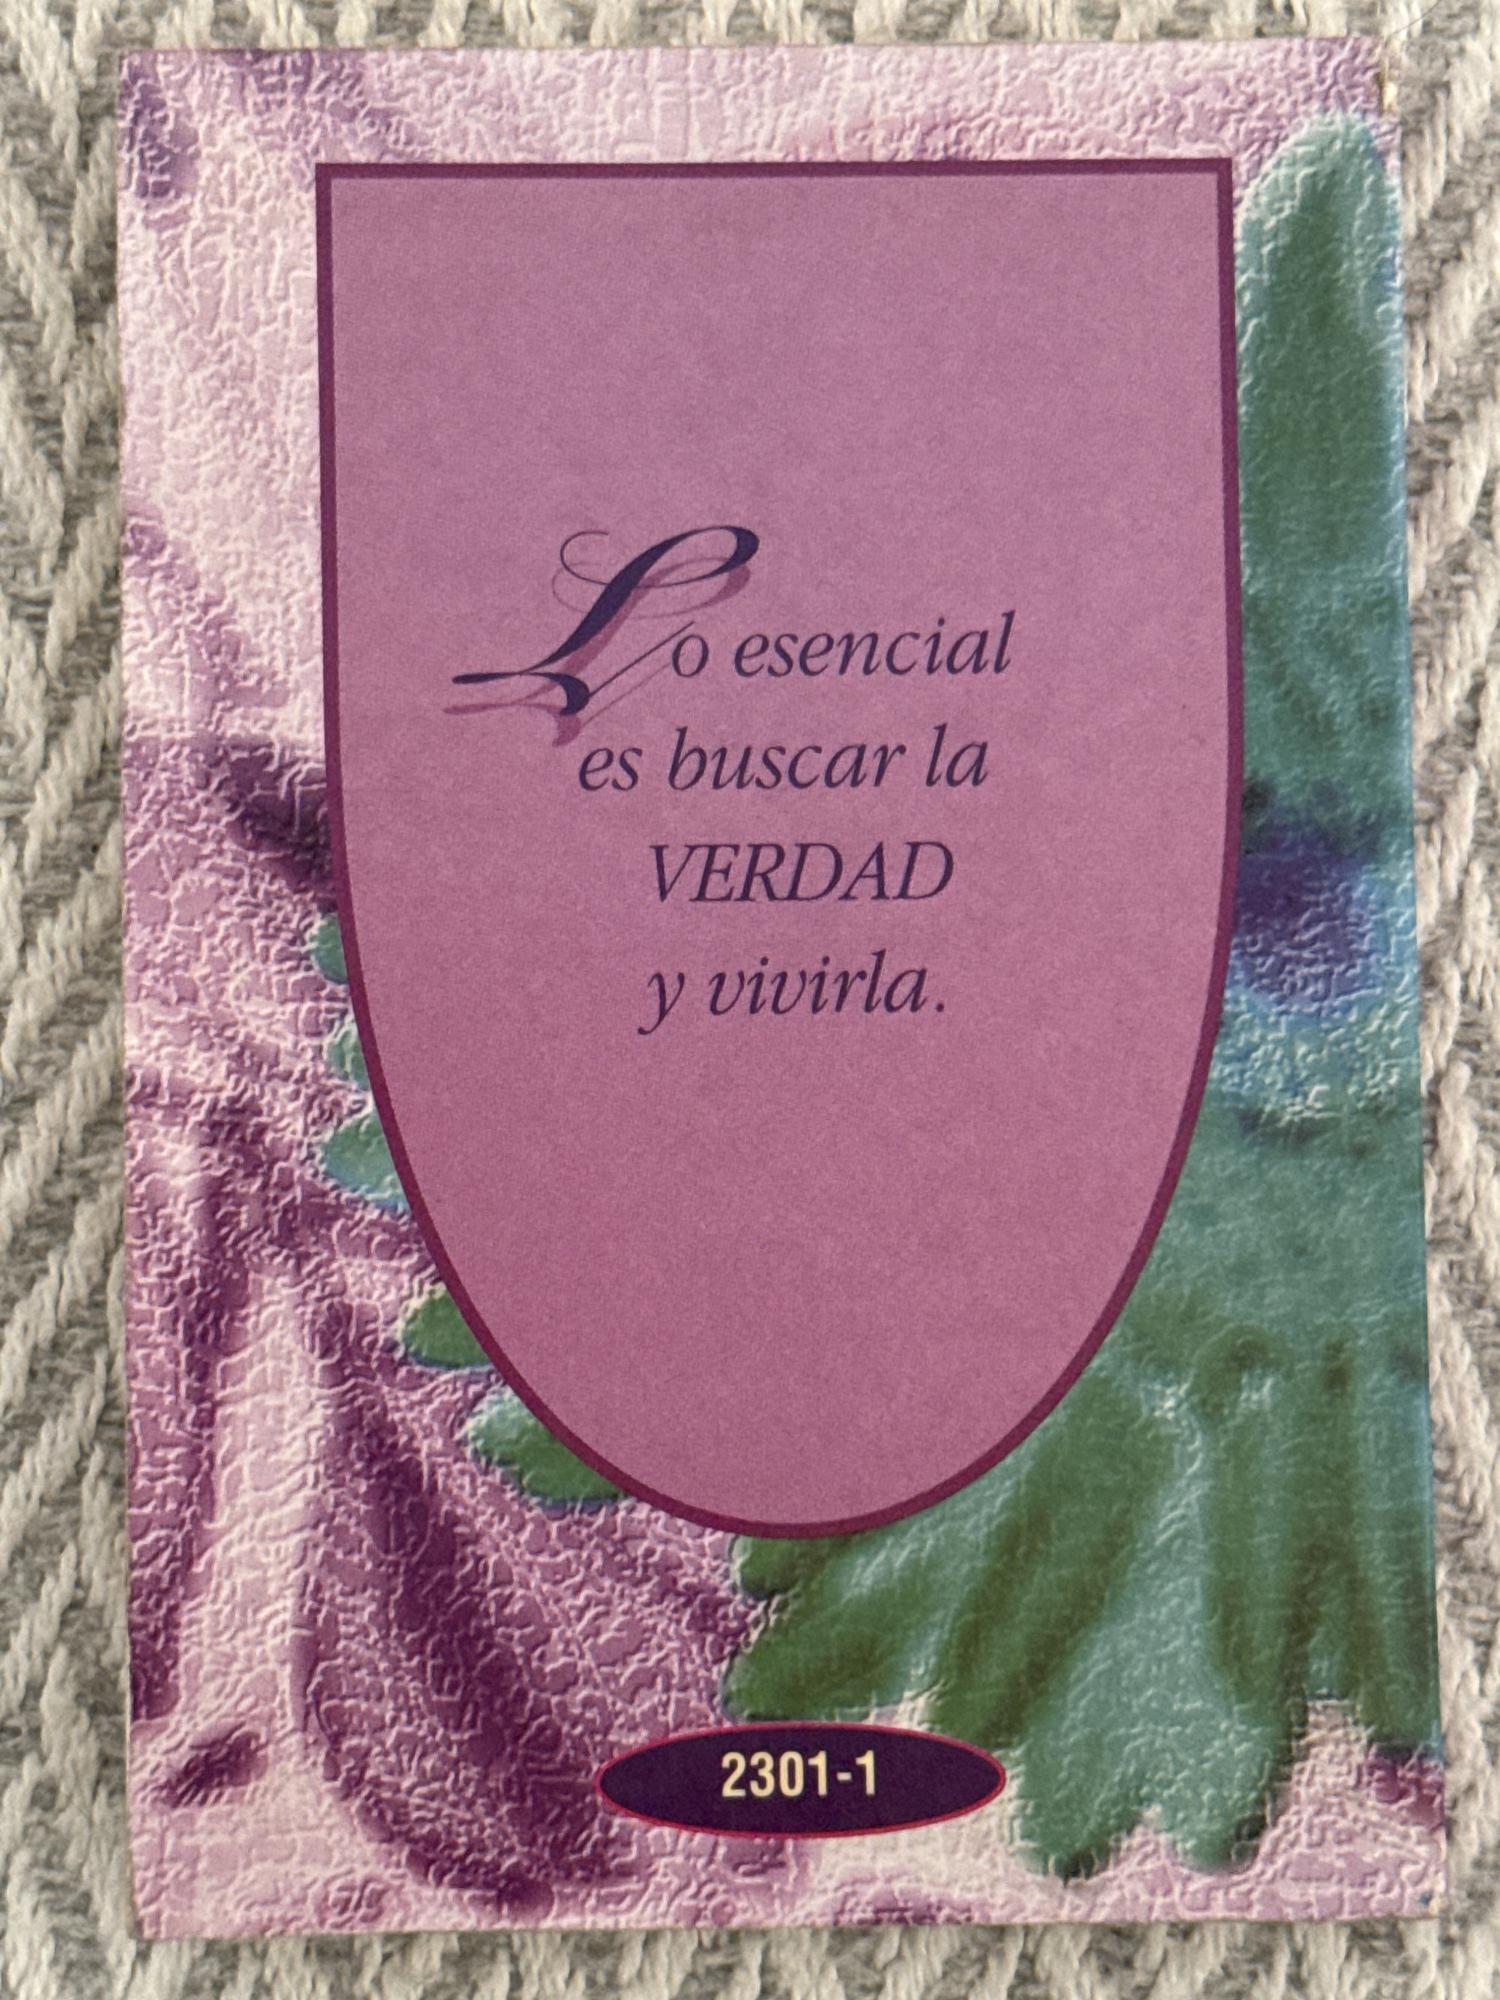 Lo esencial
es buscar la
VERDAD
y vivirla.
2301-1